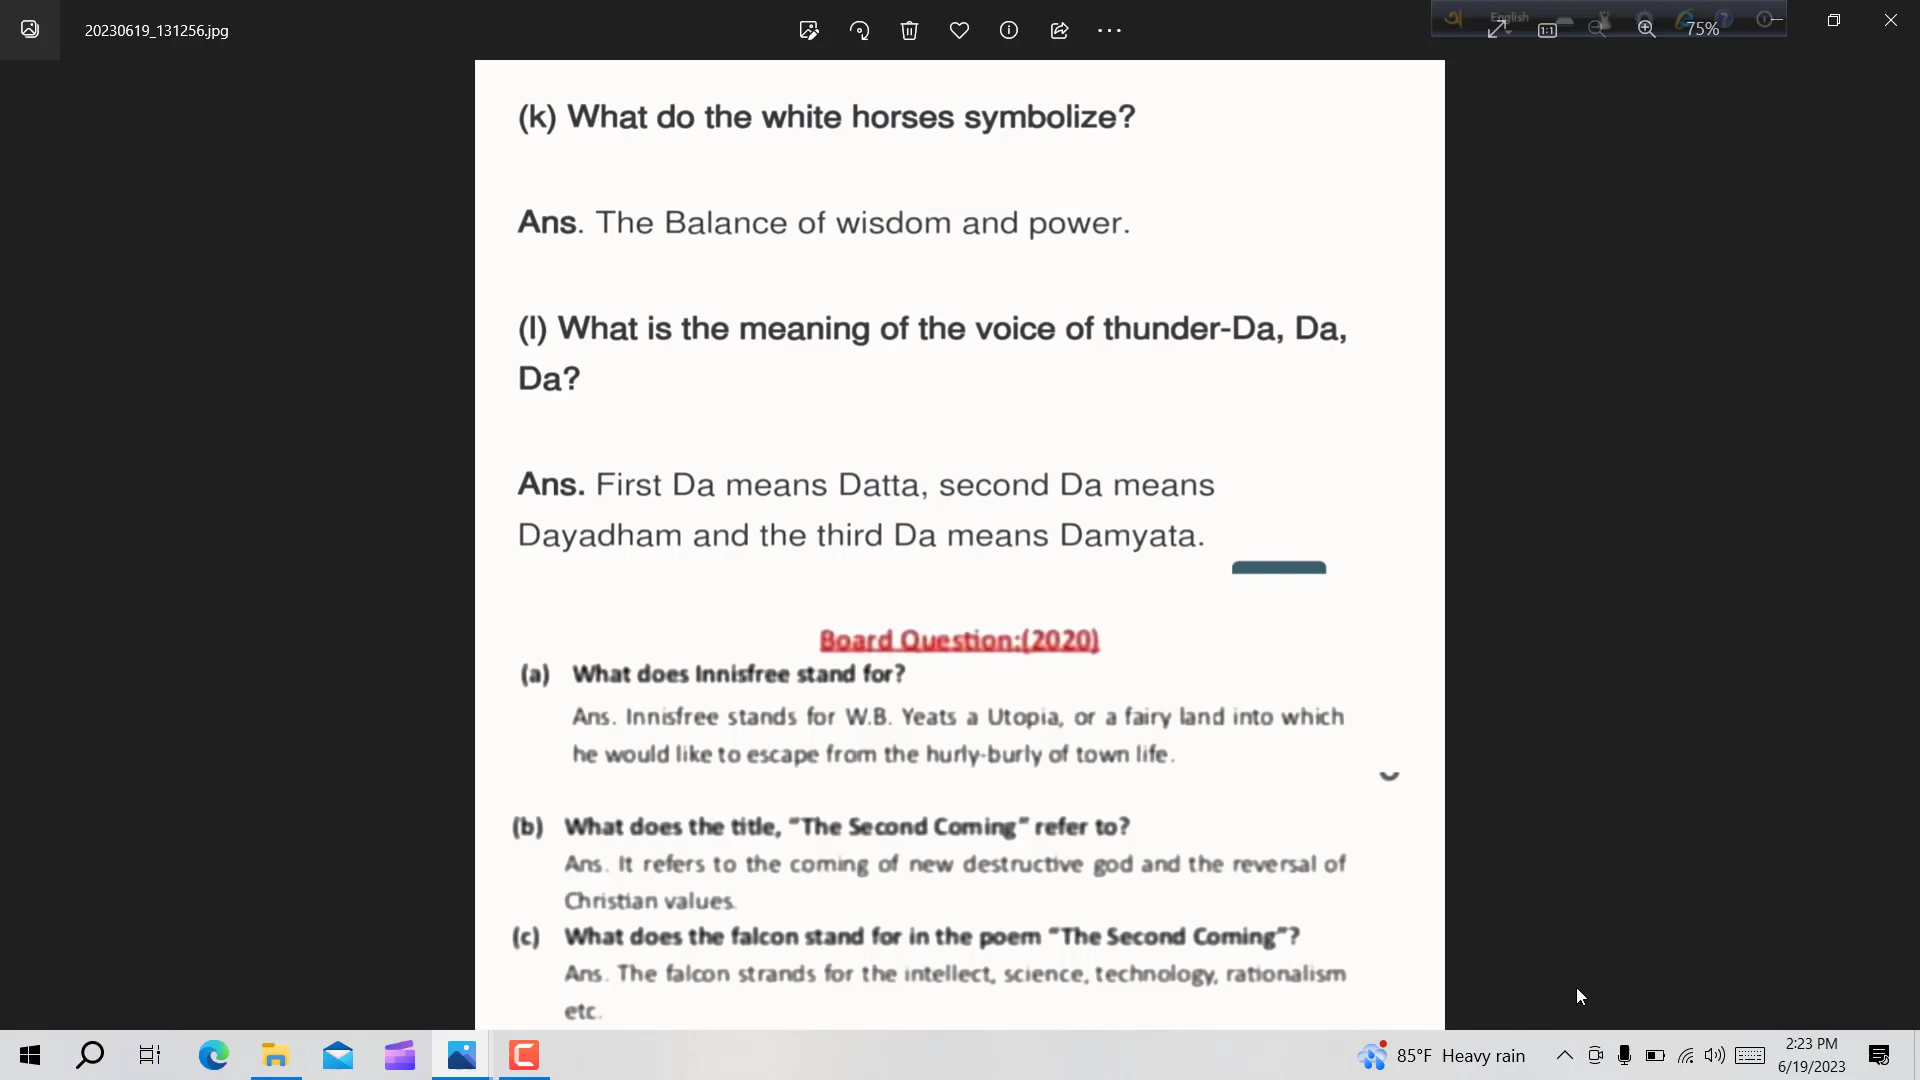 20230619_131256.jpg
English
75%
(k) What do the white horses symbolize?
Ans. The Balance of wisdom and power.
(l) What is the meaning of the voice of thunder-Da, Da,
Da?
Ans. First Da means Datta, second Da means
Dayadham and the third Da means Damyata.
Board Question:(2020)
(a) What does Innisfree stand for?
Ans. Innisfree stands for W.B. Yeats a Utopia, or a fairy land into which
he would like to escape from the hurly-burly of town life.
(b) What does the title, “The Second Coming” refer to?
Ans. It refers to the coming of new destructive god and the reversal of
Christian values.
(c) What does the falcon stand for in the poem “The Second Coming”?
Ans. The falcon strands for the intellect, science, technology, rationalism
etc.
85°F Heavy rain
2:23 PM
6/19/2023